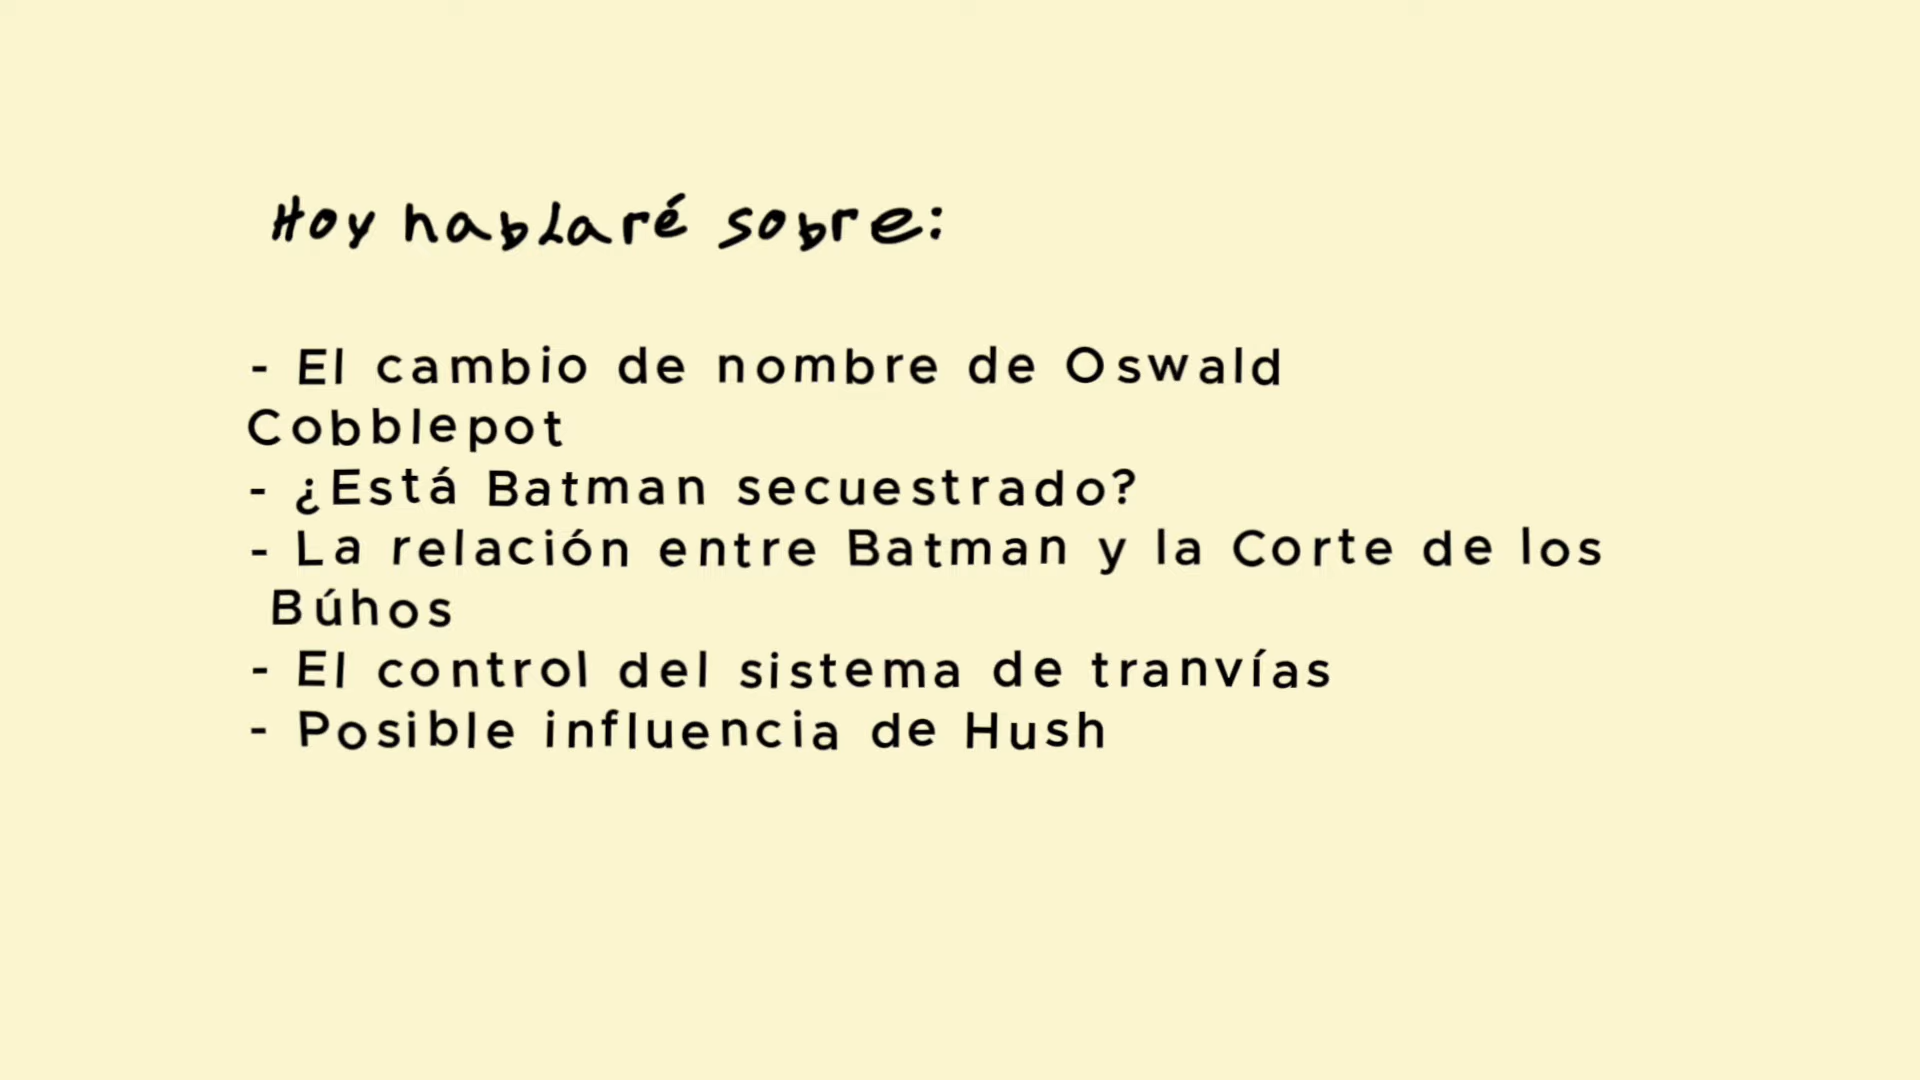 Hoy hablaré sobre:
- El cambio de nombre de Oswald
Cobblepot
- ¿Está Batman secuestrado?
- La relación entre Batman y la Corte de los
Búhos
- El control del sistema de tranvías
- Posible influencia de Hush